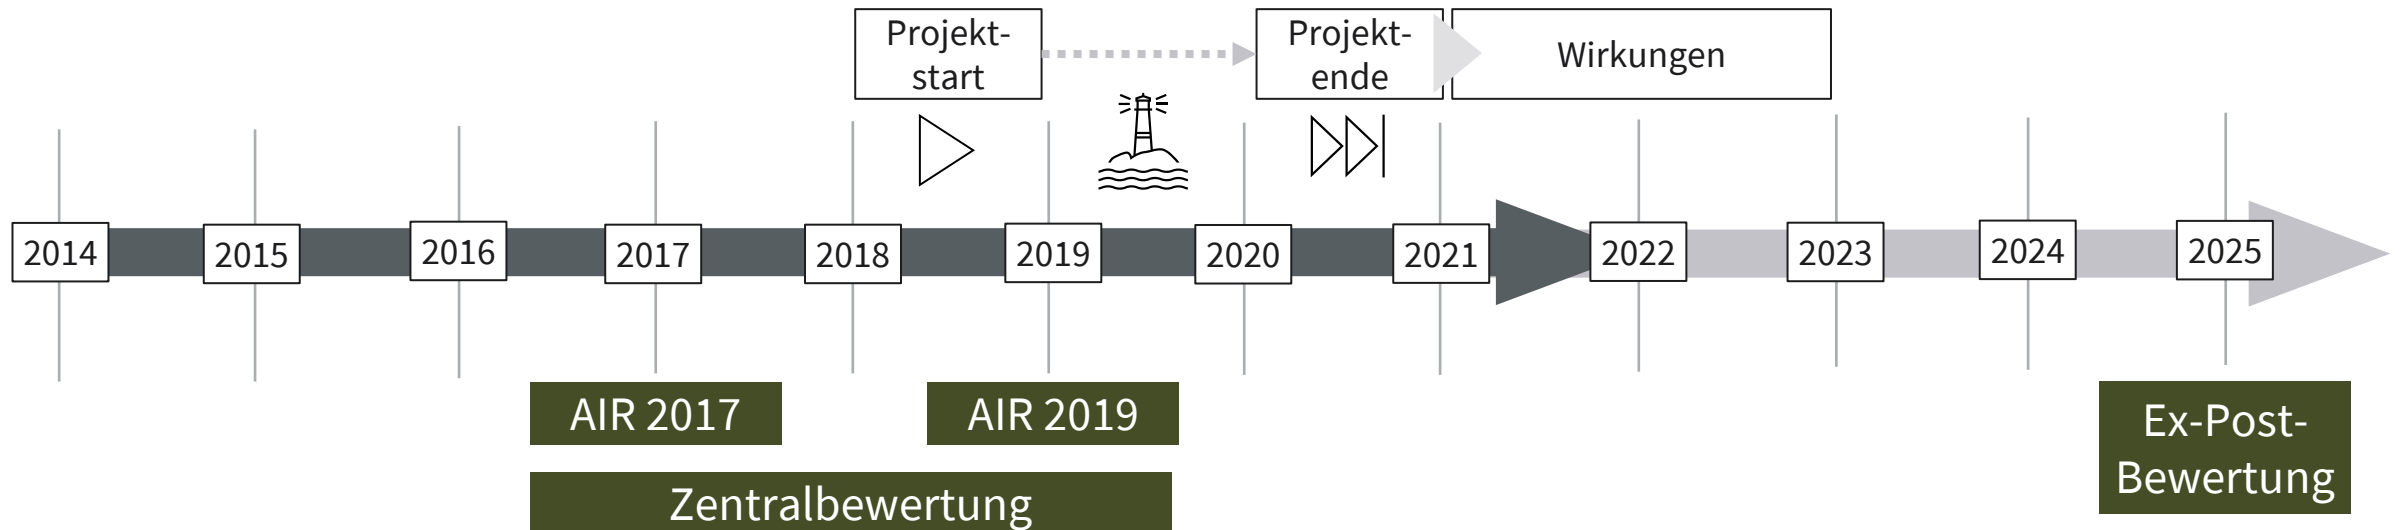 Projekt-
start
Projekt-
ende
Wirkungen
2014
2015
2016
2017
2018
2019
2020
2021
2022
2023
2024
2025
AIR 2017
AIR 2019
Ex-Post-
Bewertung
Zentralbewertung